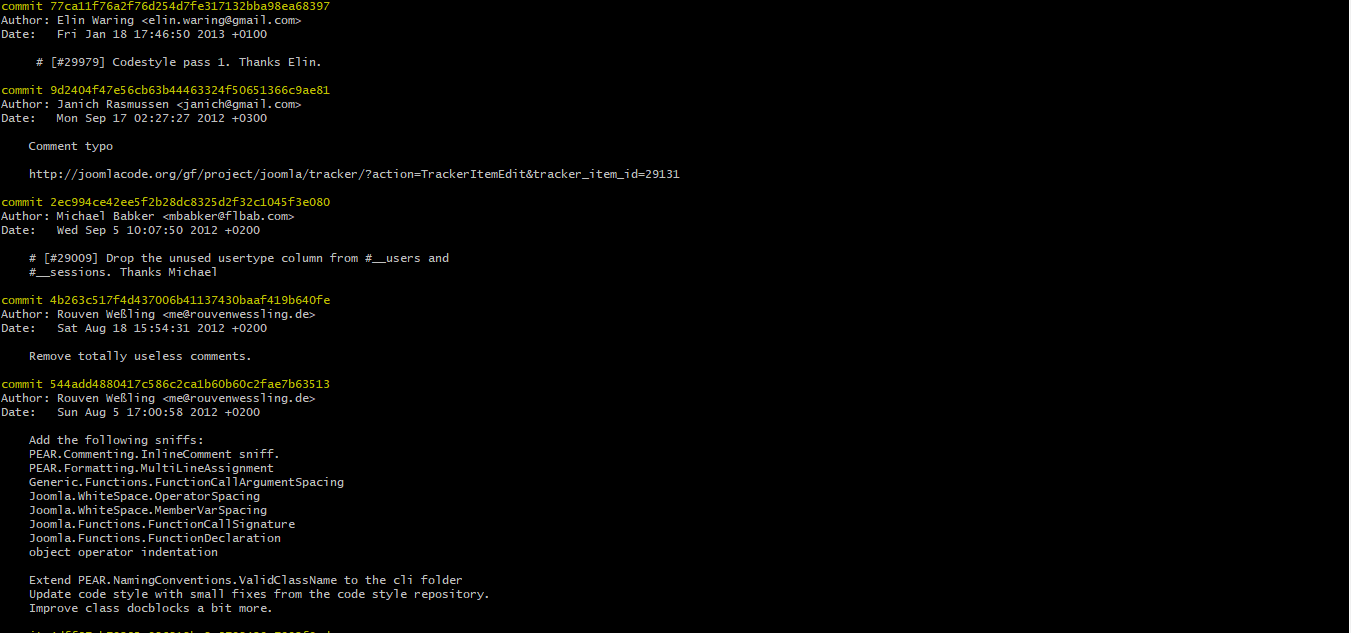 commit 77ca11f76a2f76d254d7fe317132bba98ea68397
Author: Elin Waring <elin.waring@gmail.com>
Date:   Fri Jan 18 17:46:50 2013 +0100
# [#29979] Codestyle pass 1. Thanks Elin.
commit 9d2404f47e56cb63b44463324f50651366c9ae81
Author: Janich Rasmussen <janich@gmail.com>
Date:   Mon Sep 17 02:27:27 2012 +0300
Comment typo
http://joomlacode.org/gf/project/joomla/tracker/?action=TrackerItemEdit&tracker_item_id=29131
commit 2ec994ce42ee5f2b28dc8325d2f32c1045f3e080
Author: Michael Babker <mbabker@flbab.com>
Date:   Wed Sep 5 10:07:50 2012 +0200
# [#29009] Drop the unused usertype column from #__users and
#__sessions. Thanks Michael
commit 4b263c517f4d437006b41137430baaf419b640fe
Author: Rouven Weßling <me@rouvenwessling.de>
Date:   Sat Aug 18 15:54:31 2012 +0200
Remove totally useless comments.
commit 544add4880417c586c2ca1b60b60c2fae7b63513
Author: Rouven Weßling <me@rouvenwessling.de>
Date:   Sun Aug 5 17:00:58 2012 +0200
Add the following sniffs:
PEAR.Commenting.InlineComment sniff.
PEAR.Formatting.MultiLineAssignment
Generic.Functions.FunctionCallArgumentSpacing
Joomla.WhiteSpace.OperatorSpacing
Joomla.WhiteSpace.MemberVarSpacing
Joomla.Functions.FunctionCallSignature
Joomla.Functions.FunctionDeclaration
object operator indentation
Extend PEAR.NamingConventions.ValidClassName to the cli folder
Update code style with small fixes from the code style repository.
Improve class docblocks a bit more.